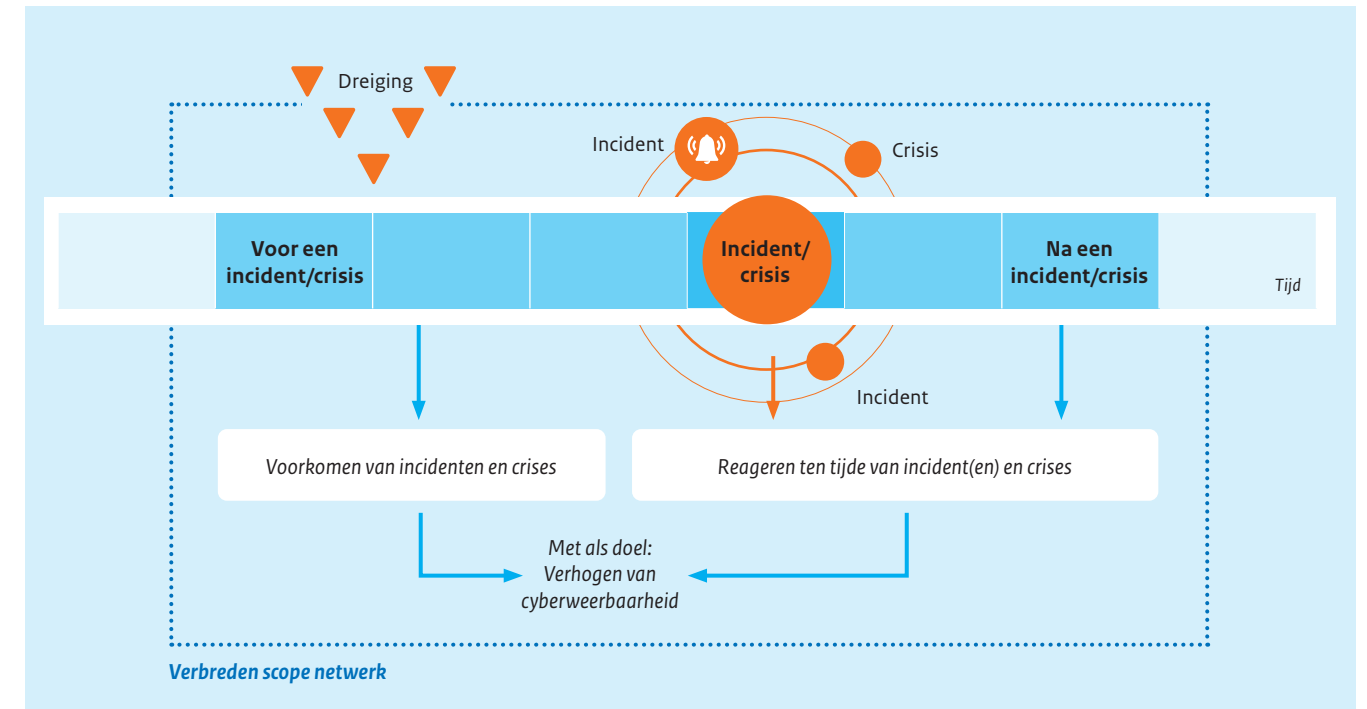 Dreiging
Incident
Crisis
Voor een
incident/crisis
Incident/
crisis
Na een
incident/crisis
Tijd
Incident
Voorkomen van incidenten en crises
Reageren ten tijde van incident(en) en crises
Met als doel:
Verhogen van
cyberweerbaarheid
Verbreden scope netwerk